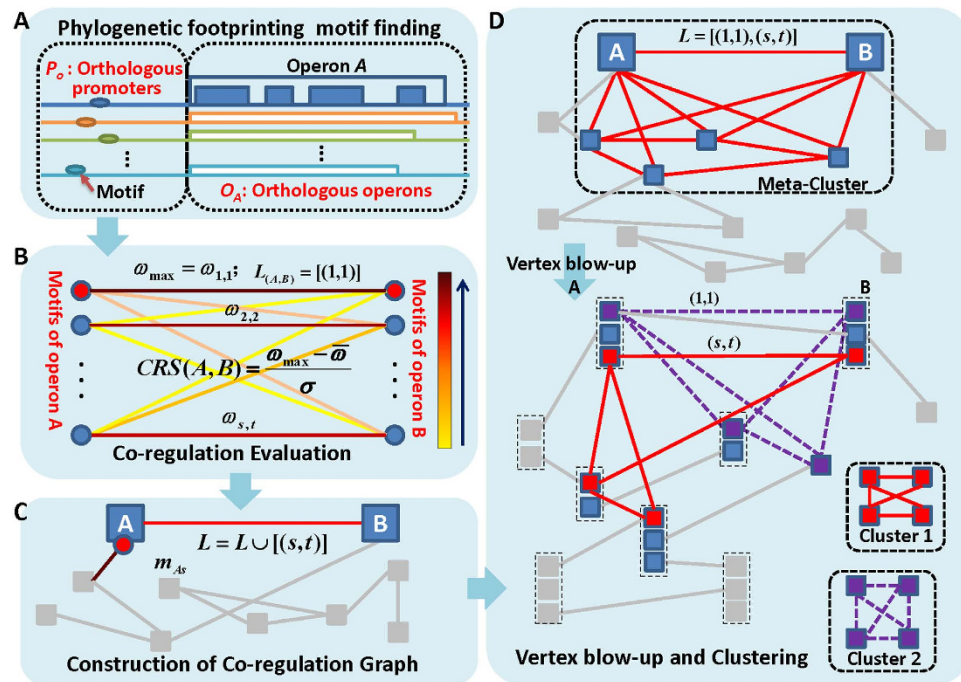 A
Phylogenetic footprinting motif finding
Pₒ : Orthologous
promoters
Operon A
Motif
O_A: Orthologous operons
B
Motifs of operon A
ω_max = ω_1,1; L_(A,B) = [(1,1)]
ω_2,2
CRS(A,B) = (ω_max − ω̅) / σ
ω_s,t
Motifs of operon B
Co-regulation Evaluation
C
A
B
L = L ∪ [(s,t)]
m_As
Construction of Co-regulation Graph
D
L = [(1,1),(s,t)]
A
B
Meta-Cluster
Vertex blow-up
A
B
(1,1)
(s,t)
Cluster 1
Cluster 2
Vertex blow-up and Clustering